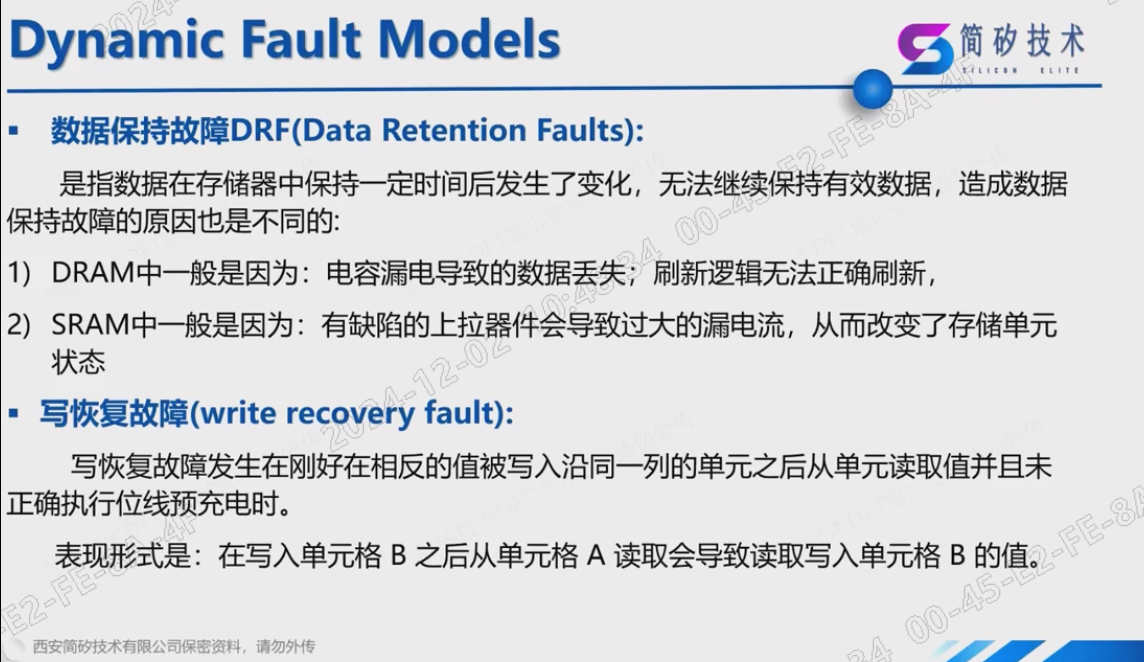 Dynamic Fault Models
简矽技术
SILICON ELITE
▪ 数据保持故障DRF(Data Retention Faults):
是指数据在存储器中保持一定时间后发生了变化，无法继续保持有效数据，造成数据
保持故障的原因也是不同的:
1) DRAM中一般是因为：电容漏电导致的数据丢失；刷新逻辑无法正确刷新，
2) SRAM中一般是因为：有缺陷的上拉器件会导致过大的漏电流，从而改变了存储单元
状态
▪ 写恢复故障(write recovery fault):
写恢复故障发生在刚好在相反的值被写入沿同一列的单元之后从单元读取值并且未
正确执行位线预充电时。
表现形式是：在写入单元格 B 之后从单元格 A 读取会导致读取写入单元格 B 的值。
西安简矽技术有限公司保密资料，请勿外传
2024-12-02 10:48:34 00-45-E2-FE-8A-4F